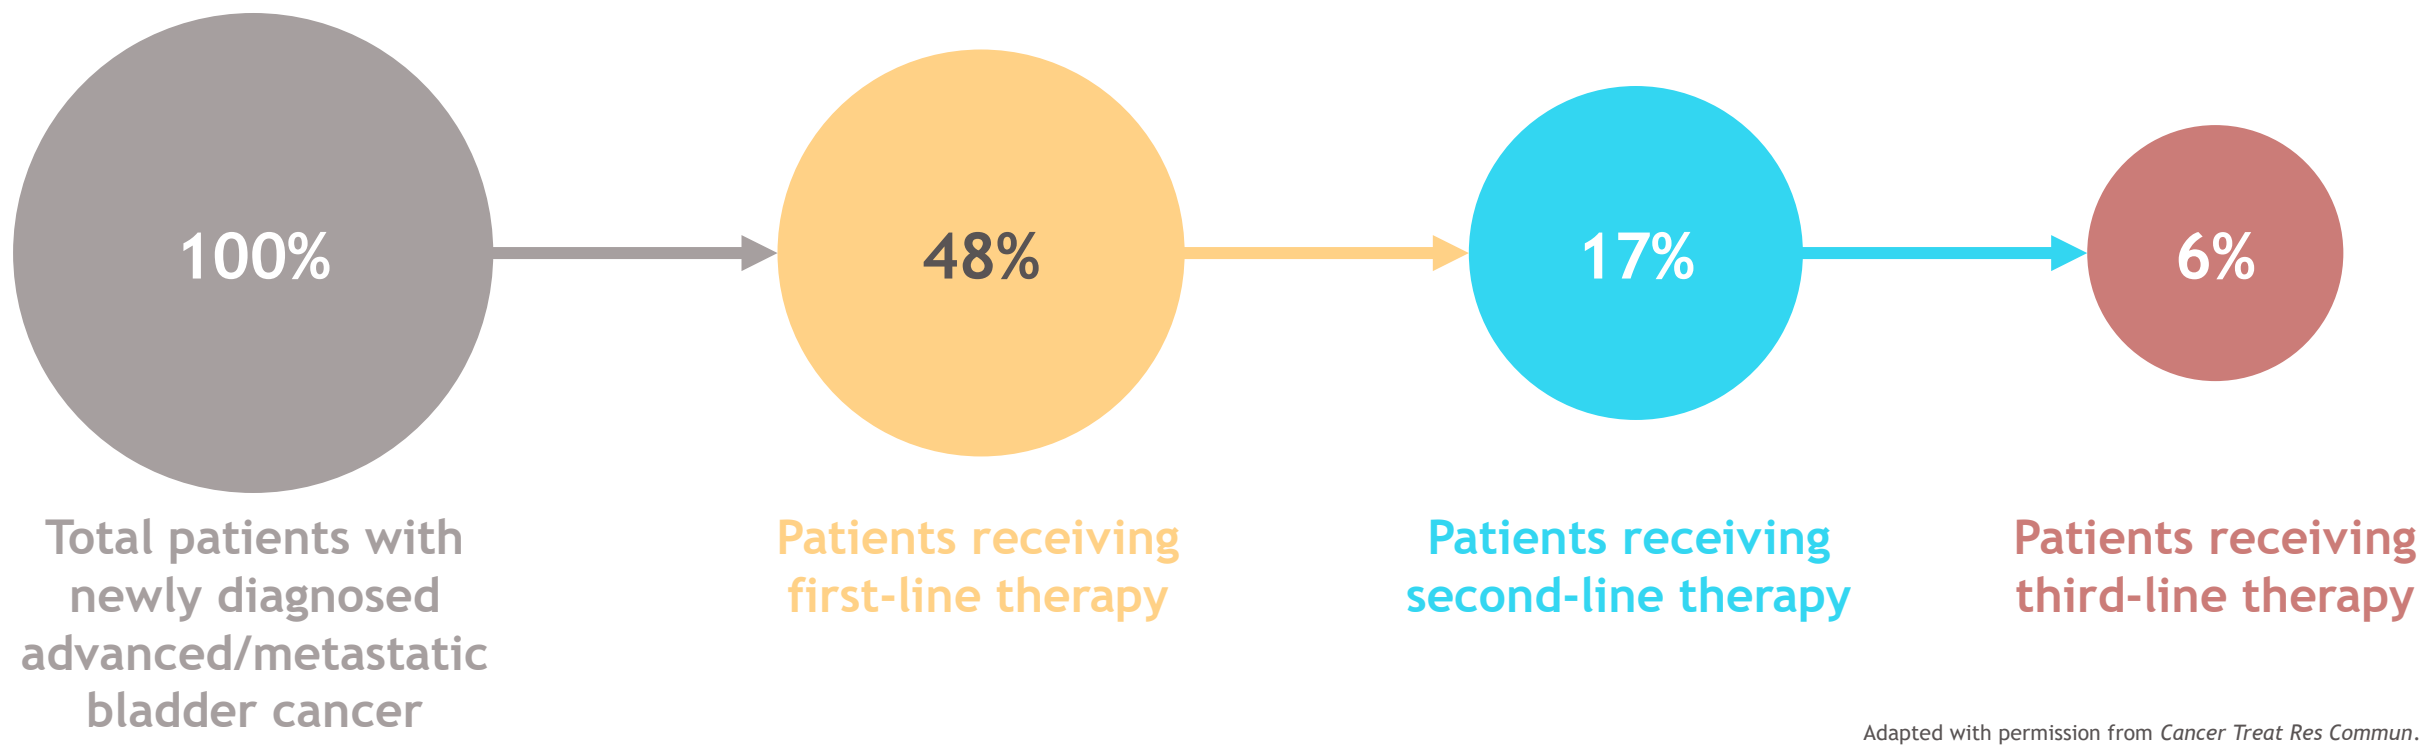 100%
48%
17%
6%
Total patients with
newly diagnosed
advanced/metastatic
bladder cancer
Patients receiving
first-line therapy
Patients receiving
second-line therapy
Patients receiving
third-line therapy
Adapted with permission from Cancer Treat Res Commun.